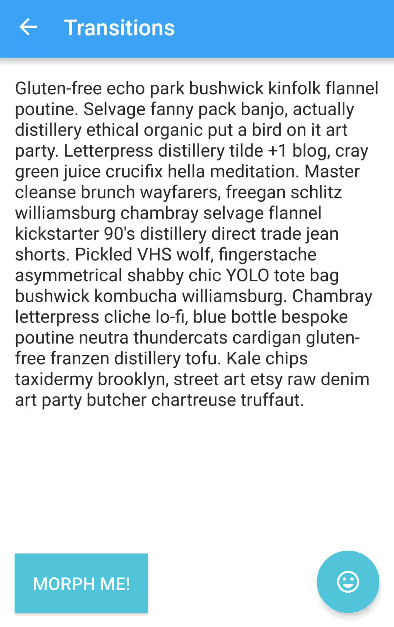 Transitions
Gluten-free echo park bushwick kinfolk flannel
poutine. Selvage fanny pack banjo, actually
distillery ethical organic put a bird on it art
party. Letterpress distillery tilde +1 blog, cray
green juice crucifix hella meditation. Master
cleanse brunch wayfarers, freegan schlitz
williamsburg chambray selvage flannel
kickstarter 90's distillery direct trade jean
shorts. Pickled VHS wolf, fingerstache
asymmetrical shabby chic YOLO tote bag
bushwick kombucha williamsburg. Chambray
letterpress cliche lo-fi, blue bottle bespoke
poutine neutra thundercats cardigan gluten-
free franzen distillery tofu. Kale chips
taxidermy brooklyn, street art etsy raw denim
art party butcher chartreuse truffaut.
MORPH ME!